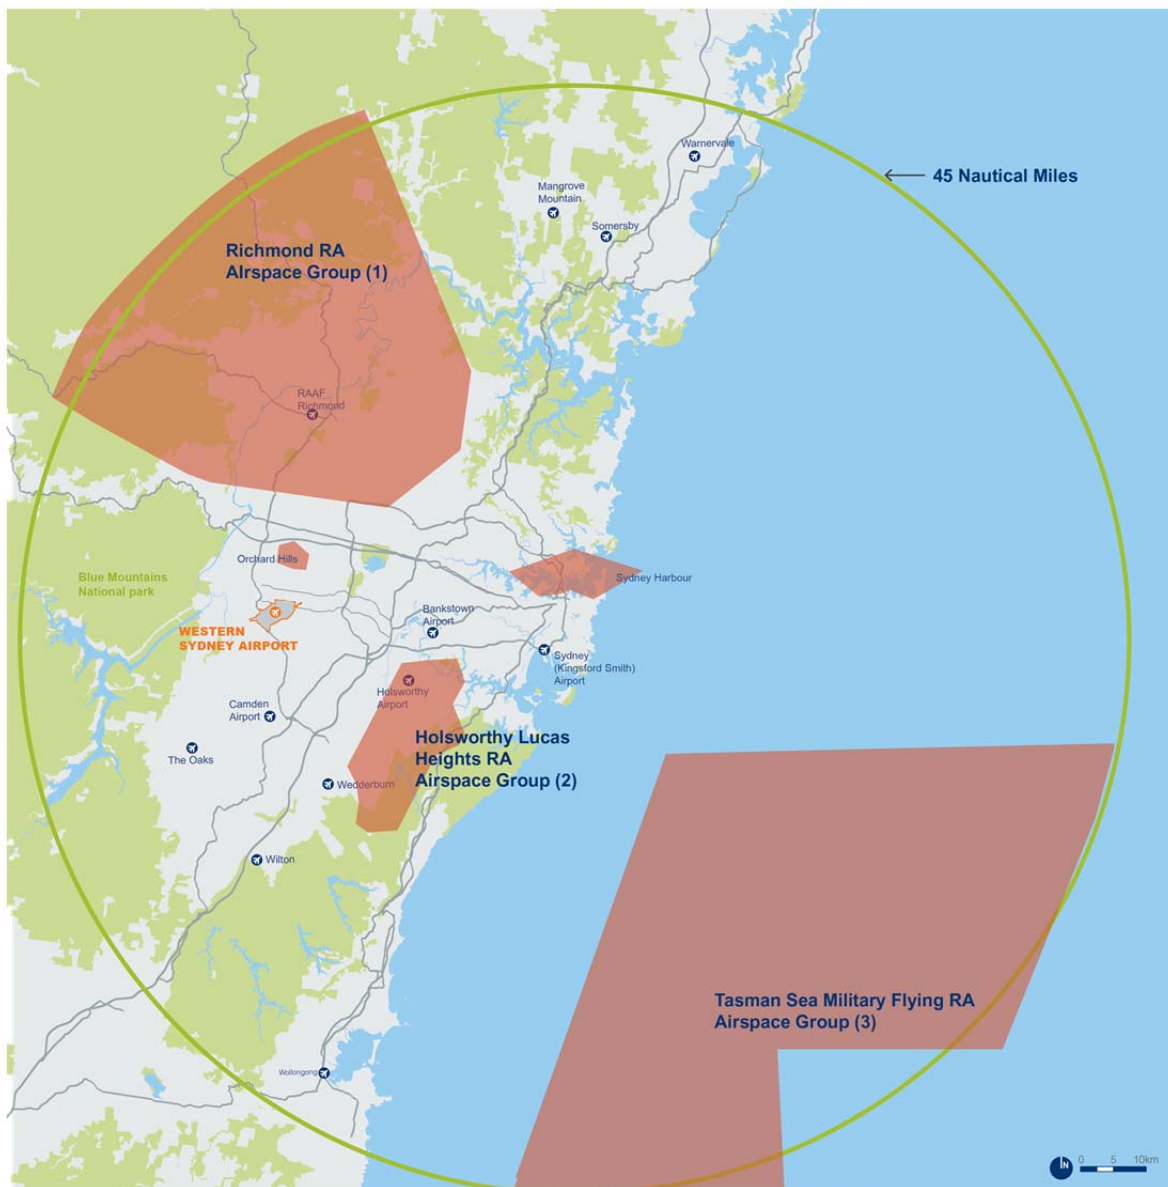 Warnervale
45 Nautical Miles
Mangrove
Mountain
Somersby
Richmond RA
AIrspace Group (1)
RAAF
Richmond
Orchard Hills
Blue Mountains
National park
Sydney Harbour
WESTERN
SYDNEY AIRPORT
Bankstown
Airport
Sydney
(Kingsford Smith)
Airport
Holsworthy
Airport
Camden
Airport
The Oaks
Holsworthy Lucas
Heights RA
Airspace Group (2)
Wedderburn
Wilton
Tasman Sea Military Flying RA
Airspace Group (3)
Wollongong
N
0 5 10km